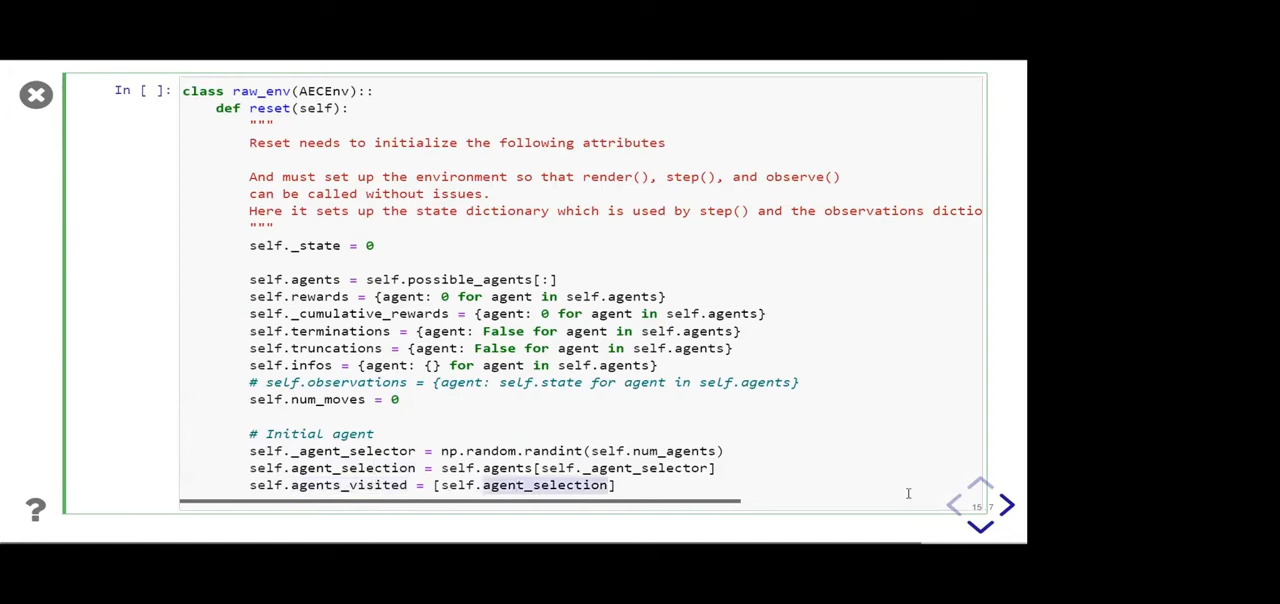 In [ ]:
class raw_env(AECEnv)::
    def reset(self):
        """
        Reset needs to initialize the following attributes

        And must set up the environment so that render(), step(), and observe()
        can be called without issues.
        Here it sets up the state dictionary which is used by step() and the observations dictio
        """
        self._state = 0

        self.agents = self.possible_agents[:]
        self.rewards = {agent: 0 for agent in self.agents}
        self._cumulative_rewards = {agent: 0 for agent in self.agents}
        self.terminations = {agent: False for agent in self.agents}
        self.truncations = {agent: False for agent in self.agents}
        self.infos = {agent: {} for agent in self.agents}
        # self.observations = {agent: self.state for agent in self.agents}
        self.num_moves = 0

        # Initial agent
        self._agent_selector = np.random.randint(self.num_agents)
        self.agent_selection = self.agents[self._agent_selector]
        self.agents_visited = [self.agent_selection]
?
15 7